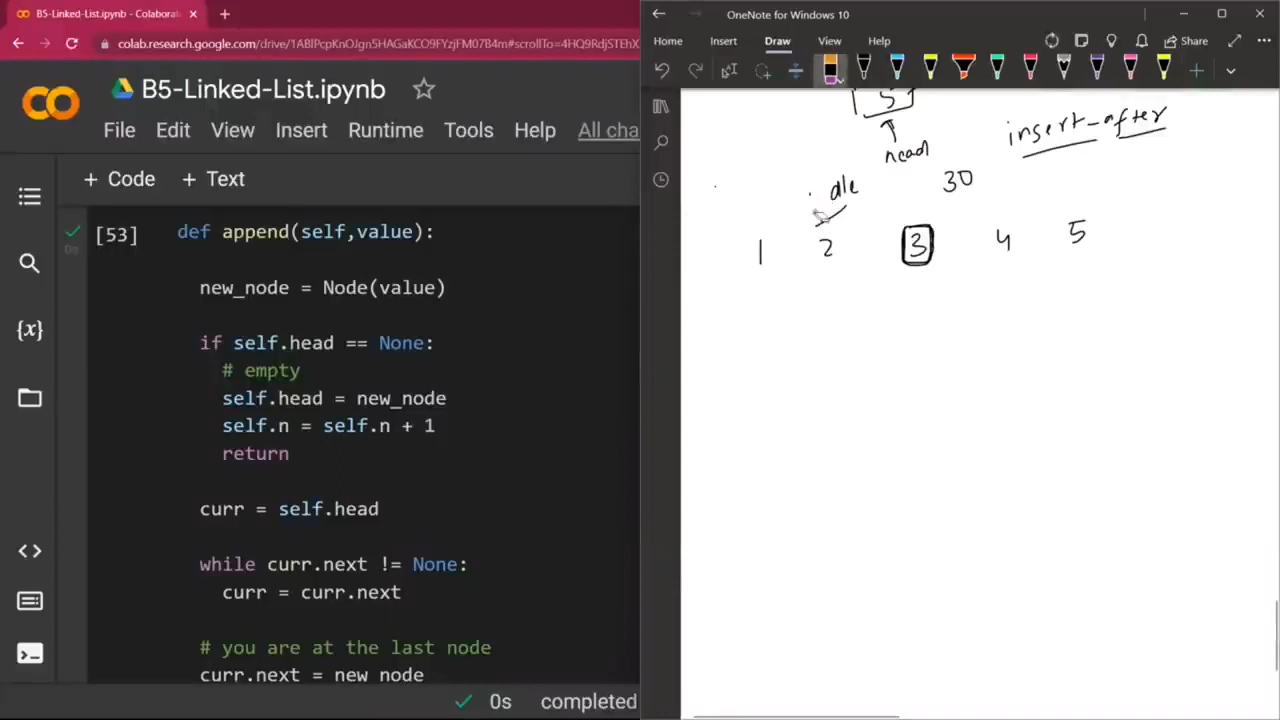 B5-Linked-List.ipynb - Colaborat
colab.research.google.com/drive/1ABlPcpKnOJgn5HAGaKCO9FYzjFM07B4m#scrollTo=4HQ9RdjSTEhX
B5-Linked-List.ipynb
File Edit View Insert Runtime Tools Help All cha
+ Code + Text
[53] def append(self,value):
0s
new_node = Node(value)
if self.head == None:
# empty
self.head = new_node
self.n = self.n + 1
return
curr = self.head
while curr.next != None:
curr = curr.next
# you are at the last node
curr.next = new_node
0s completed
OneNote for Windows 10
Home Insert Draw View Help Share
5
head
insert-after
30
1 2 3 4 5